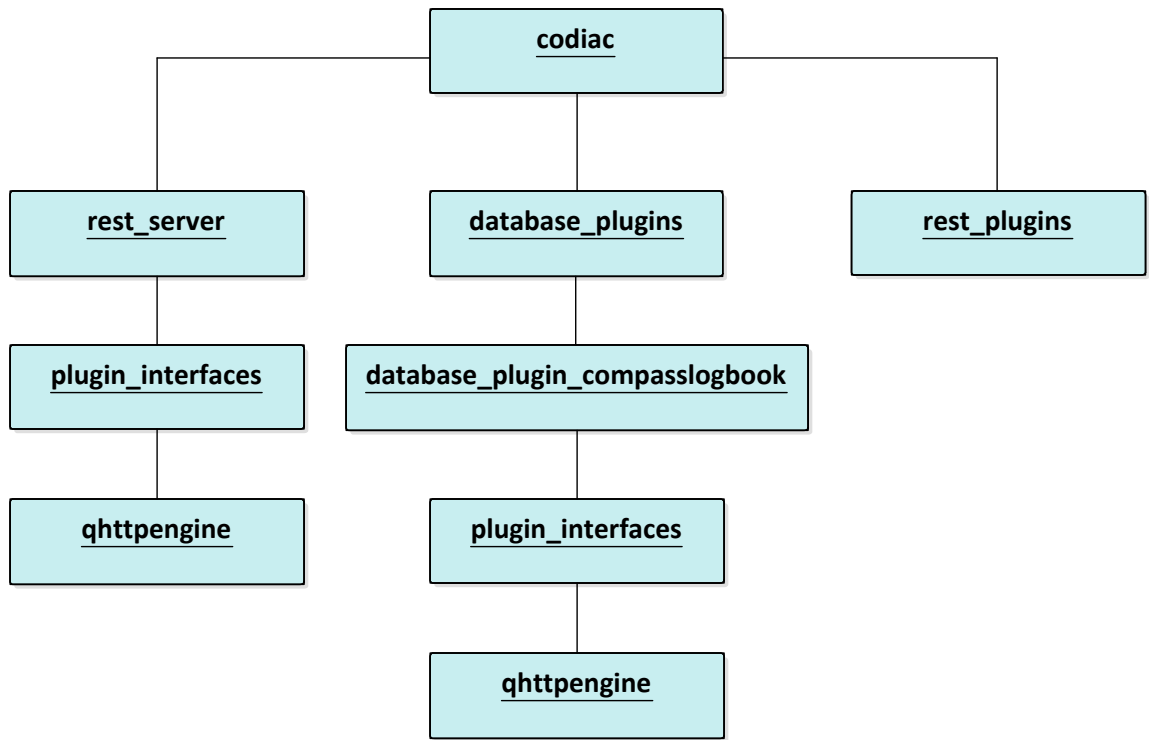 codiac
rest_server
database_plugins
rest_plugins
plugin_interfaces
database_plugin_compasslogbook
qhttpengine
plugin_interfaces
qhttpengine